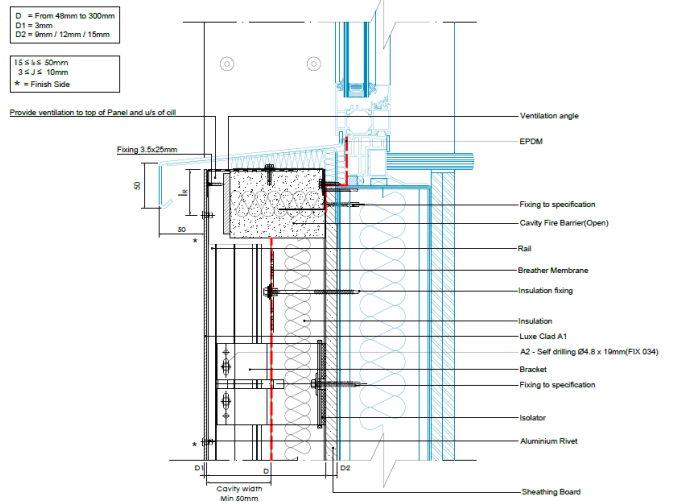 D = From 48mm to 300mm
D1 = 3mm
D2 = 9mm / 12mm / 15mm
15 ≤ lR ≤ 50mm
3 ≤ J ≤ 10mm
* = Finish Side
Provide ventilation to top of Panel and u/s of cill
Fixing 3.5x25mm
50
lR
50
*
*
D1
D
D2
Cavity width
Min 50mm
Ventilation angle
EPDM
Fixing to specification
Cavity Fire Barrier(Open)
Rail
Breather Membrane
Insulation fixing
Insulation
Luxe Clad A1
A2 - Self drilling Ø4.8 x 19mm(FIX 034)
Bracket
Fixing to specification
Isolator
Aluminium Rivet
Sheathing Board